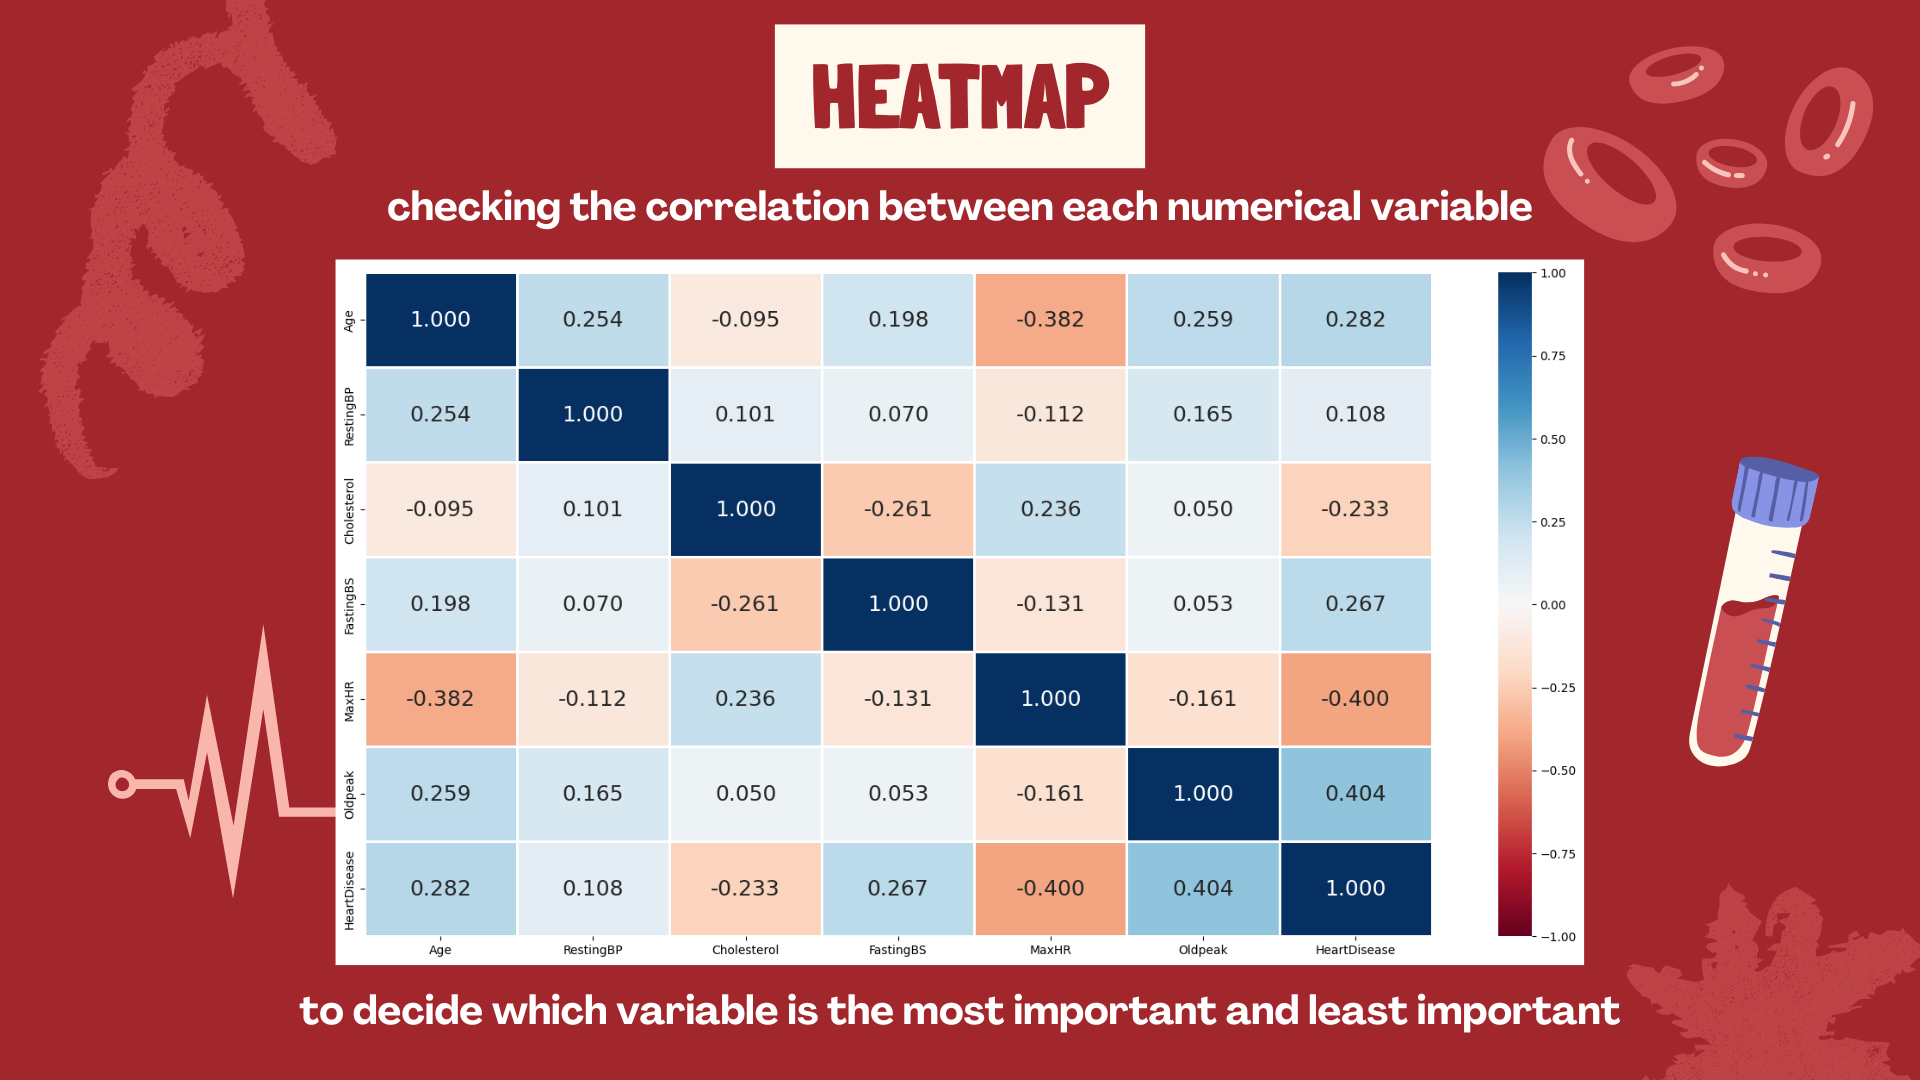 HEATMAP
checking the correlation between each numerical variable
Age 1.000 0.254 -0.095 0.198 -0.382 0.259 0.282
RestingBP 0.254 1.000 0.101 0.070 -0.112 0.165 0.108
Cholesterol -0.095 0.101 1.000 -0.261 0.236 0.050 -0.233
FastingBS 0.198 0.070 -0.261 1.000 -0.131 0.053 0.267
MaxHR -0.382 -0.112 0.236 -0.131 1.000 -0.161 -0.400
Oldpeak 0.259 0.165 0.050 0.053 -0.161 1.000 0.404
HeartDisease 0.282 0.108 -0.233 0.267 -0.400 0.404 1.000
Age RestingBP Cholesterol FastingBS MaxHR Oldpeak HeartDisease
1.00
0.75
0.50
0.25
0.00
−0.25
−0.50
−0.75
−1.00
to decide which variable is the most important and least important